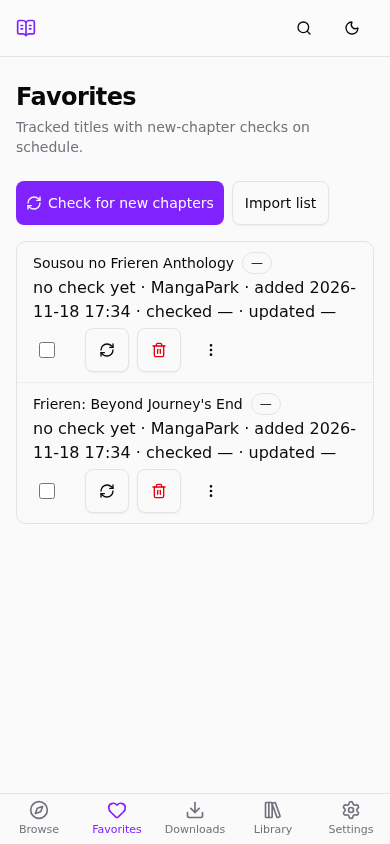 Favorites
Tracked titles with new-chapter checks on
schedule.
Check for new chapters
Import list
Sousou no Frieren Anthology —
no check yet · MangaPark · added 2026-
11-18 17:34 · checked — · updated —
Frieren: Beyond Journey's End —
no check yet · MangaPark · added 2026-
11-18 17:34 · checked — · updated —
Browse
Favorites
Downloads
Library
Settings